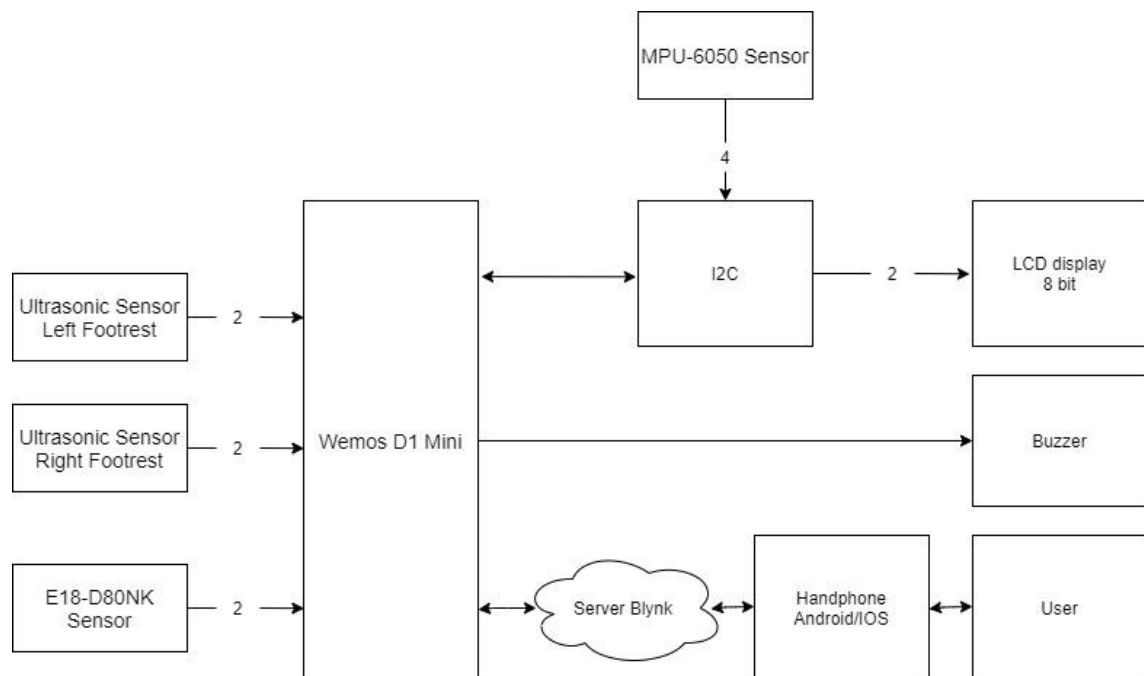 MPU-6050 Sensor
4
Ultrasonic Sensor
Left Footrest
2
Wemos D1 Mini
I2C
2
LCD display
8 bit
Ultrasonic Sensor
Right Footrest
2
Buzzer
E18-D80NK
Sensor
2
Server Blynk
Handphone
Android/IOS
User